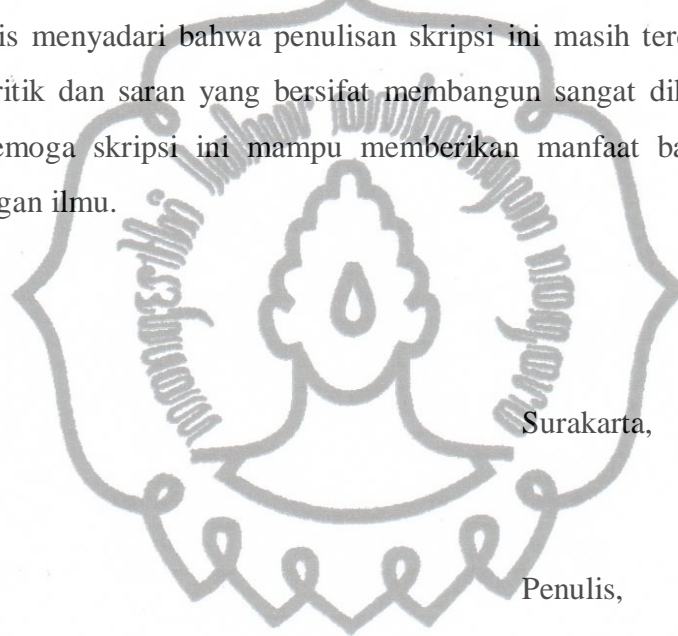 is menyadari bahwa penulisan skripsi ini masih ter
ritik dan saran yang bersifat membangun sangat di
emoga skripsi ini mampu memberikan manfaat ba
gan ilmu.
Surakarta,
Penulis,